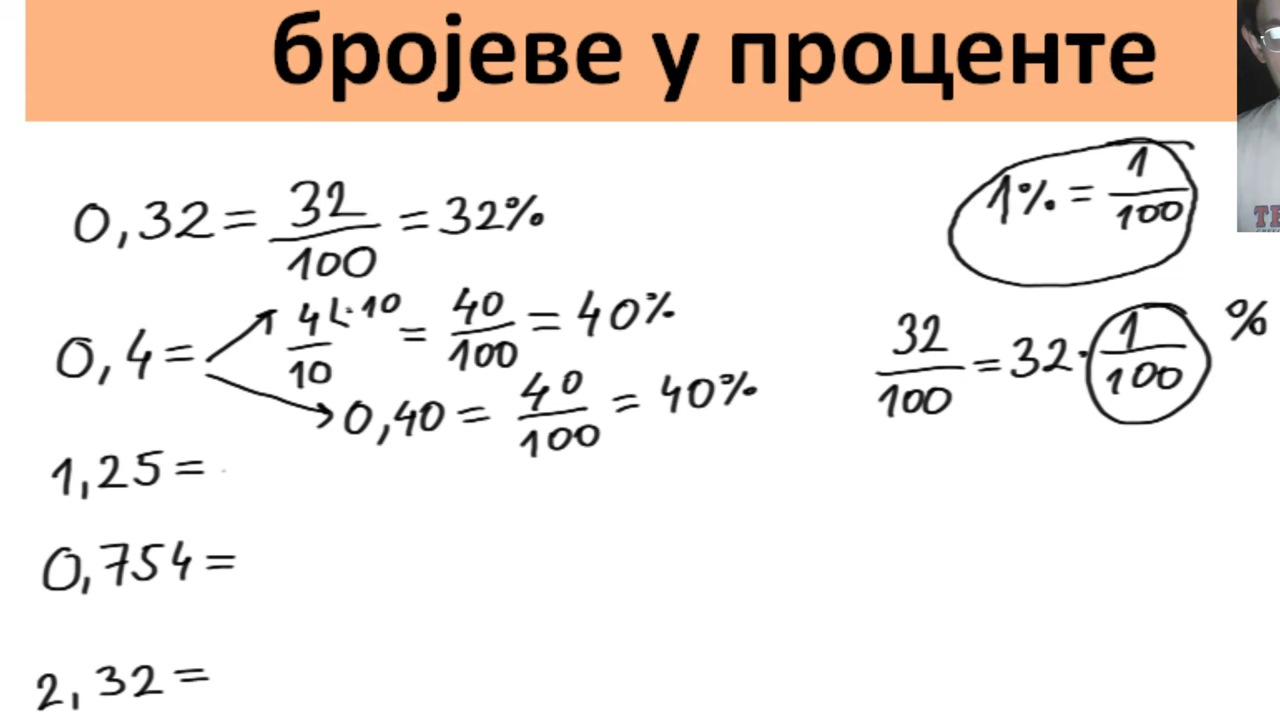 бројеве у проценте
0,32 = 32/100 = 32%
1% = 1/100
0,4 = 4/10 ⌊·10 = 40/100 = 40%
0,40 = 40/100 = 40%
32/100 = 32 · 1/100 %
1,25 =
0,754 =
2,32 =